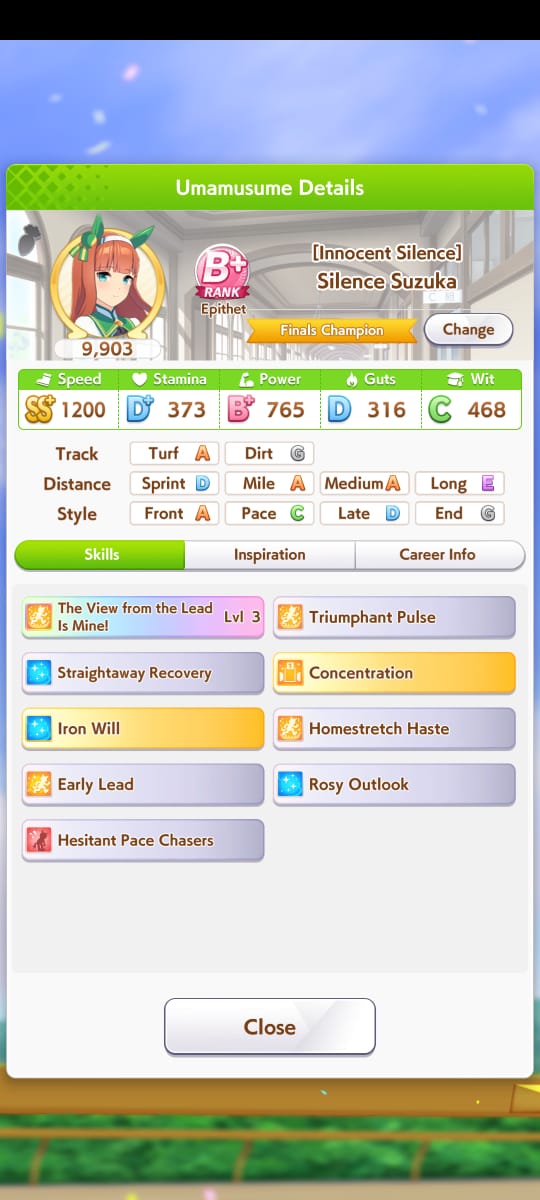 Umamusume Details
B+
RANK
Epithet
[Innocent Silence]
Silence Suzuka
Finals Champion
Change
9,903
Speed Stamina Power Guts Wit
SS+ 1200 D+ 373 B+ 765 D 316 C 468
Track Turf A Dirt G
Distance Sprint D Mile A Medium A Long E
Style Front A Pace C Late D End G
Skills Inspiration Career Info
The View from the Lead
Is Mine! Lvl 3
Triumphant Pulse
Straightaway Recovery Concentration
Iron Will Homestretch Haste
Early Lead Rosy Outlook
Hesitant Pace Chasers
Close